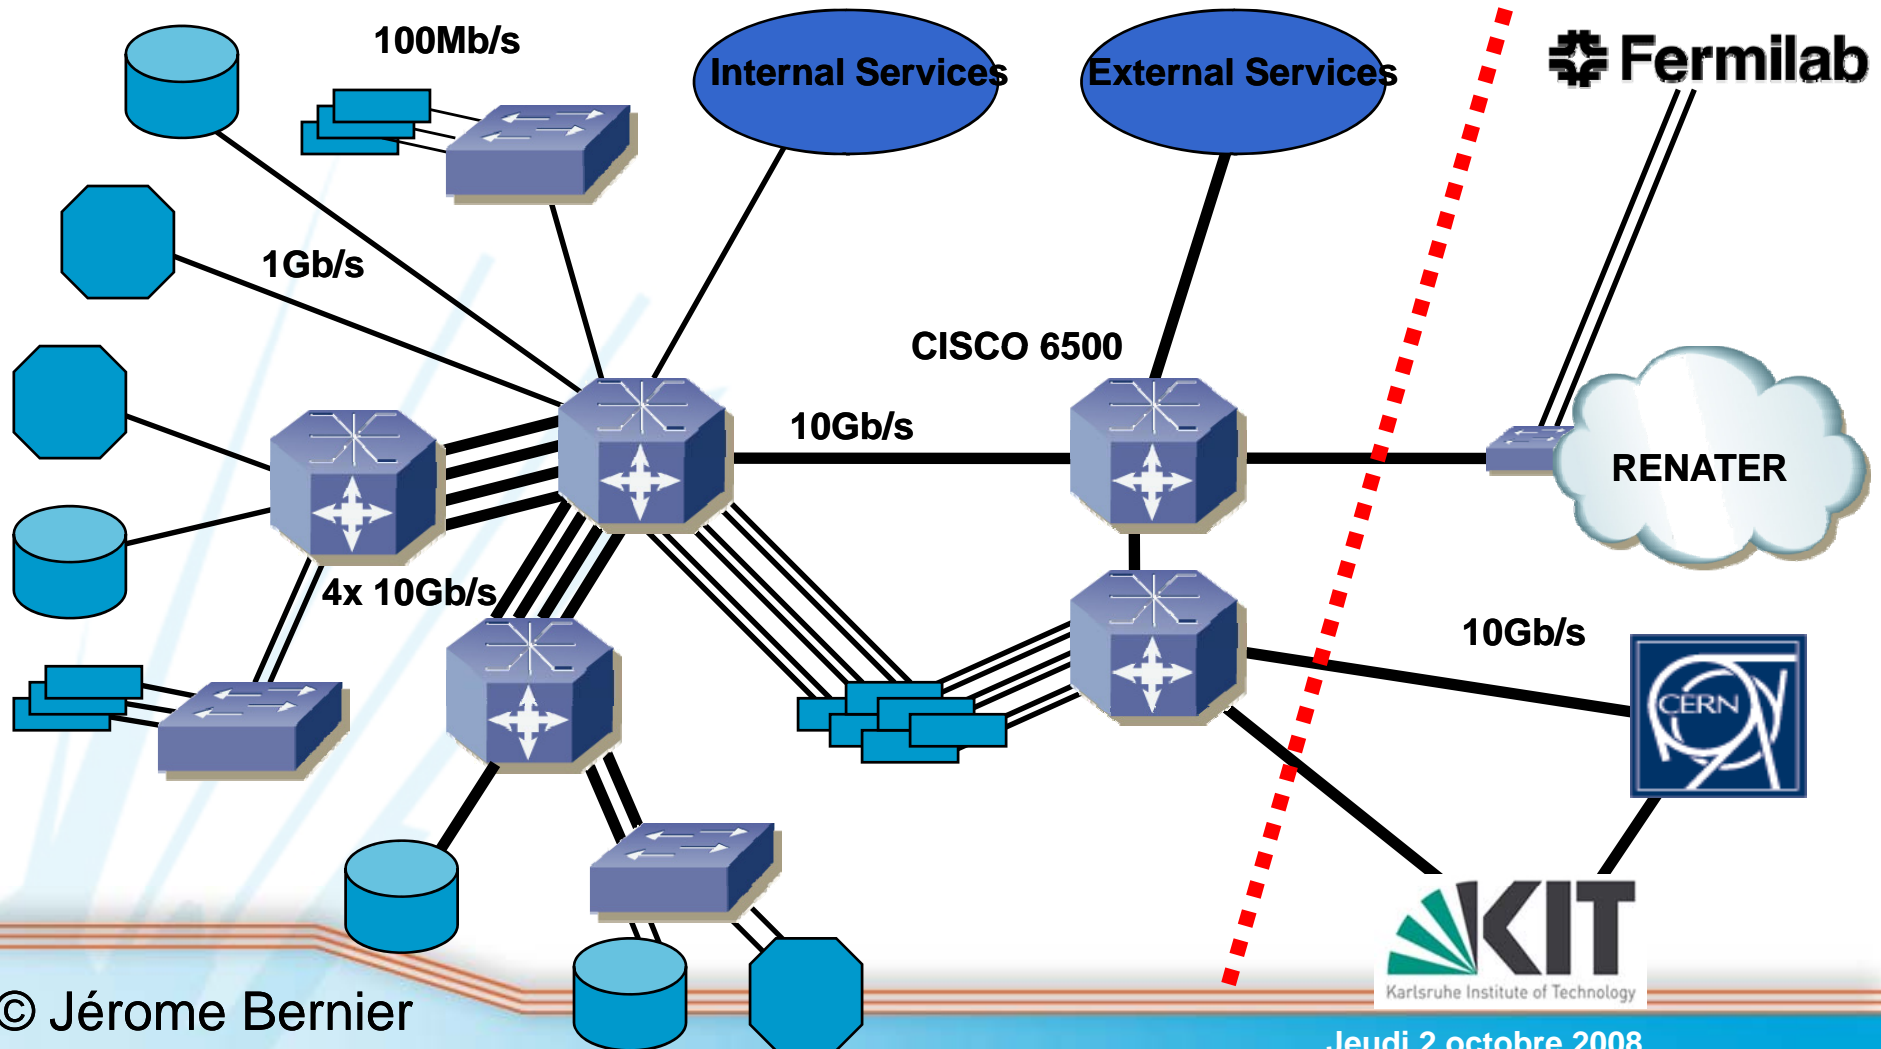 100Mb/s
Internal Services
External Services
Fermilab
1Gb/s
CISCO 6500
10Gb/s
RENATER
4x 10Gb/s
10Gb/s
CERN
KIT
Karlsruhe Institute of Technology
© Jérome Bernier
Jeudi 2 octobre 2008